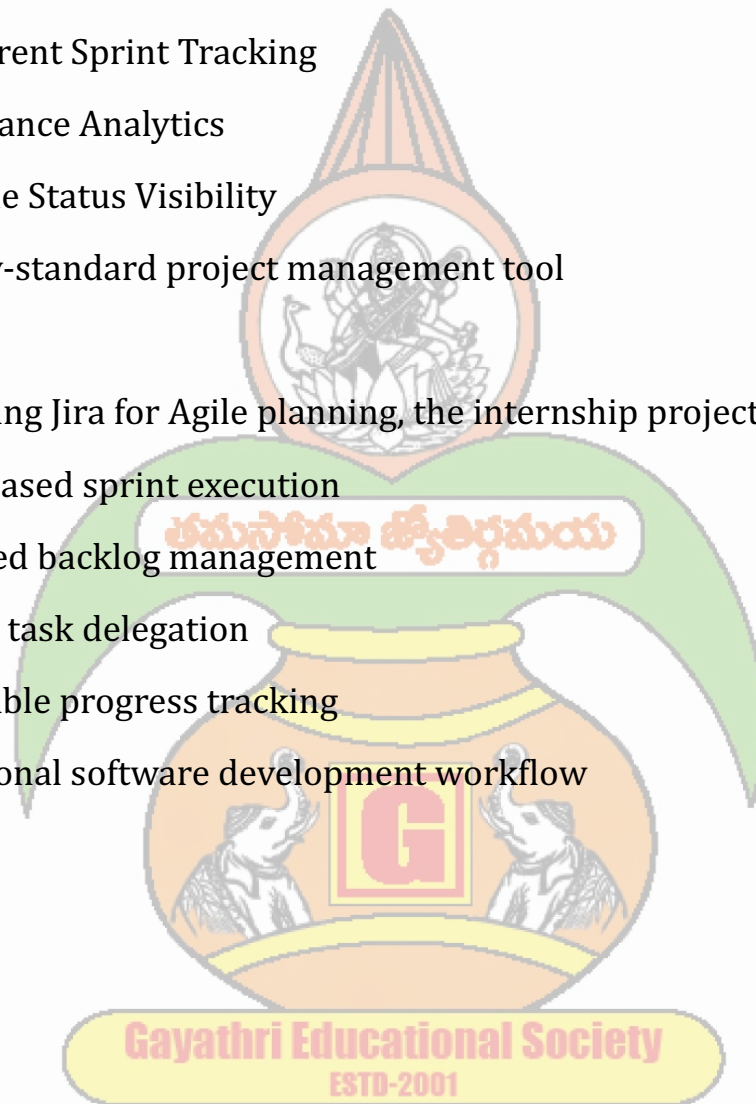 rent Sprint Tracking
ance Analytics
e Status Visibility
y-standard project management tool
ing Jira for Agile planning, the internship project
ased sprint execution
తమసోమా జ్యోతిర్గమయ
ed backlog management
task delegation
ble progress tracking
onal software development workflow
G
Gayathri Educational Society
ESTD-2001